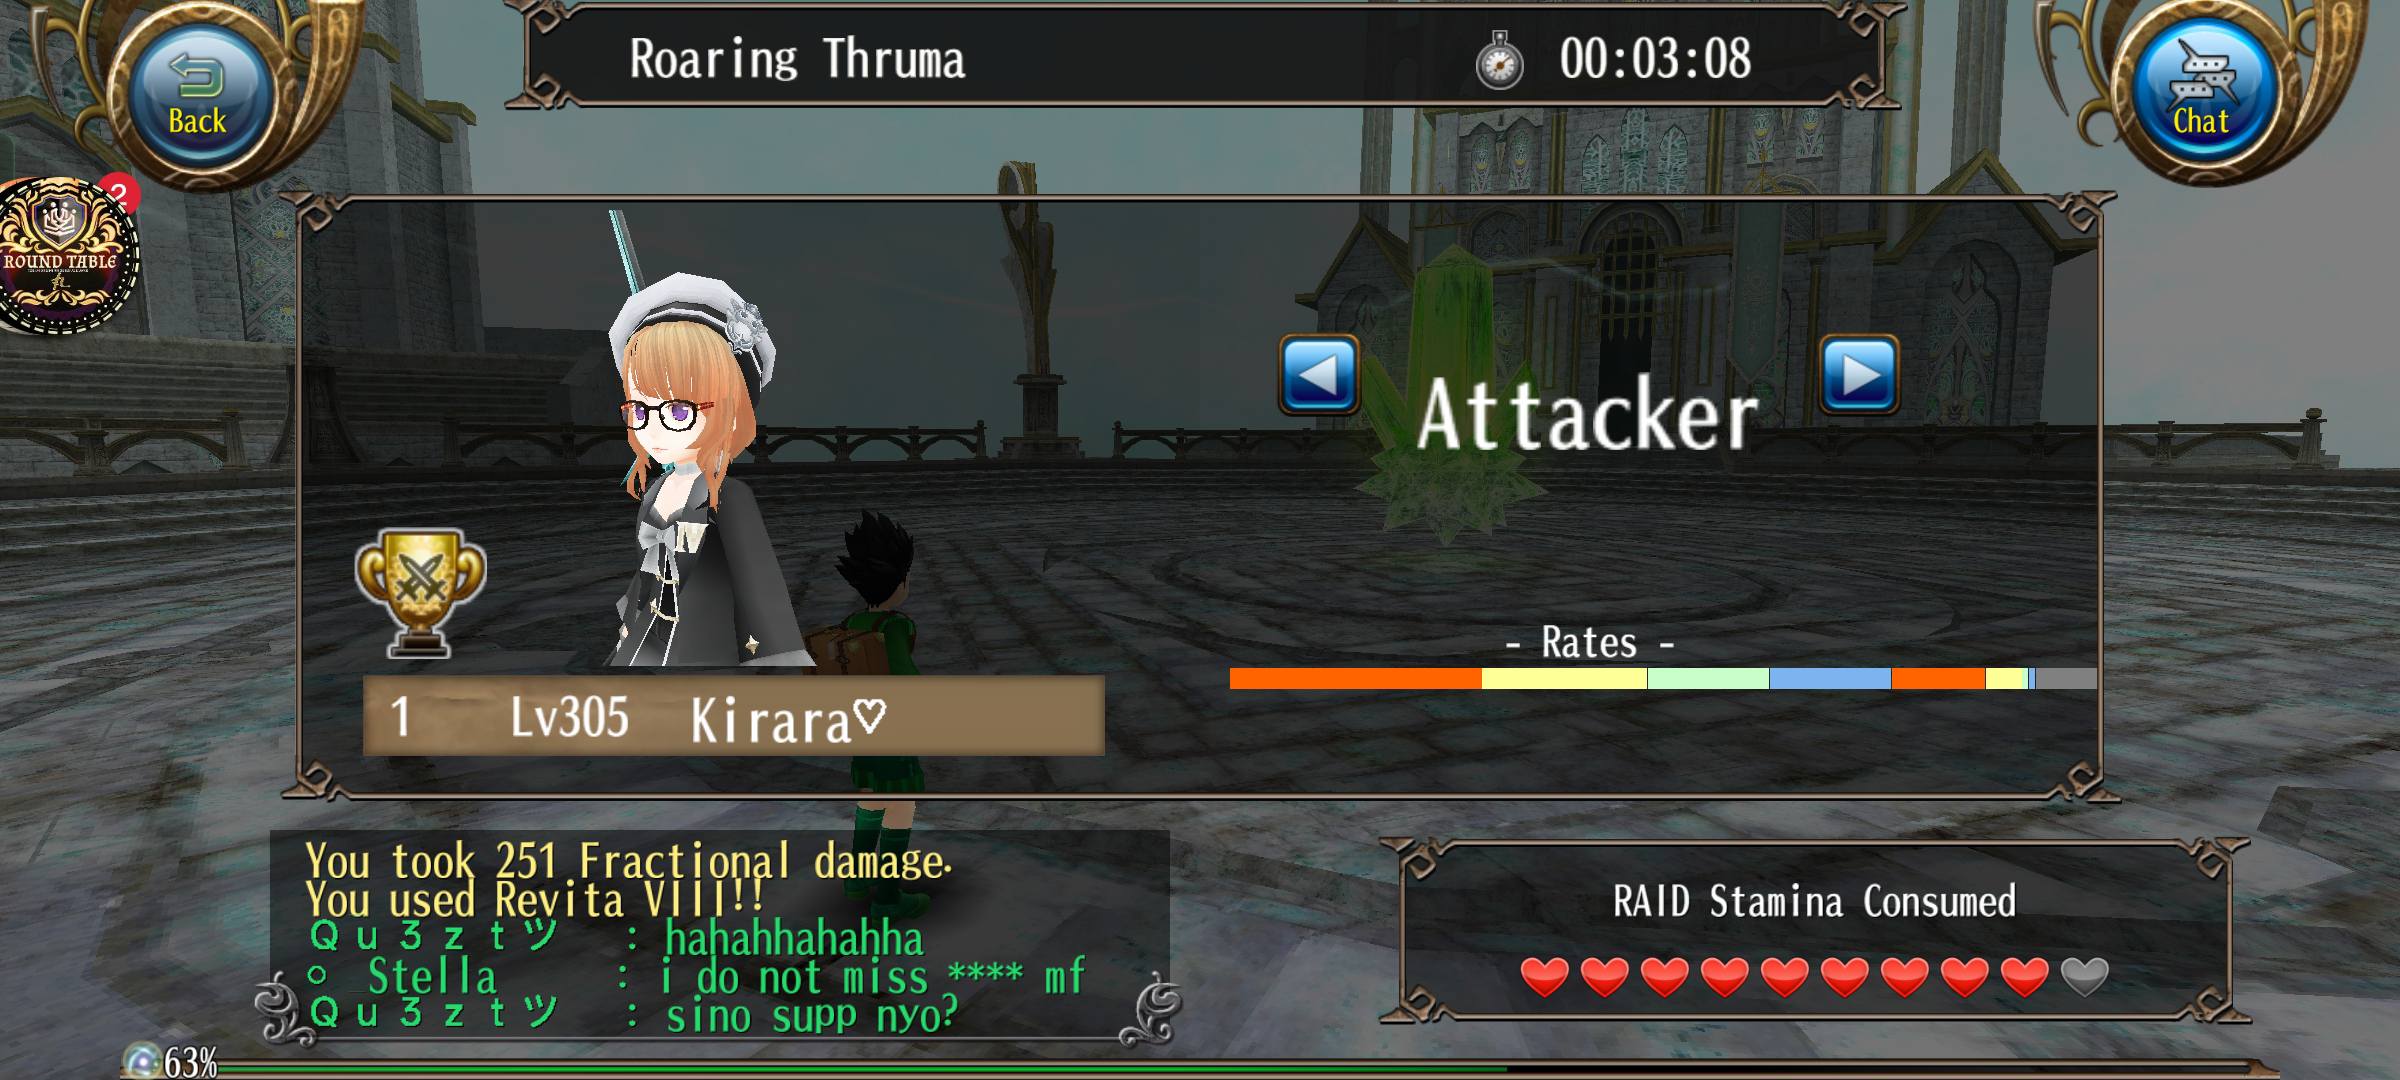 Roaring Thruma
00:03:08
Back
Chat
2
ROUND TABLE
Attacker
- Rates -
1 Lv305 Kirara♡
You took 251 Fractional damage.
You used Revita VIII!!
Qu3ztツ : hahahhahahha
○ Stella : i do not miss **** mf
Qu3ztツ : sino supp nyo?
RAID Stamina Consumed
63%